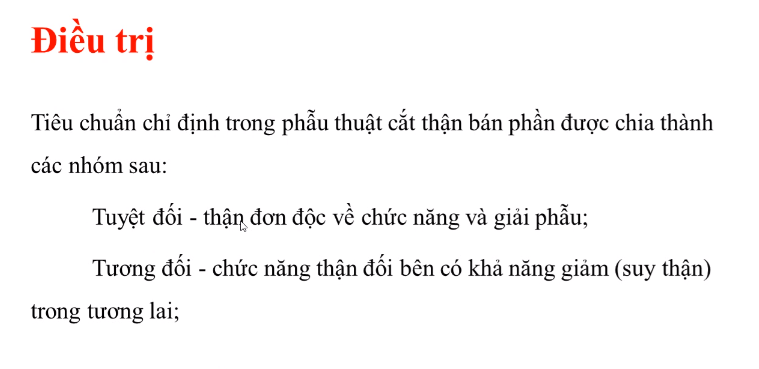 Điều trị
Tiêu chuẩn chỉ định trong phẫu thuật cắt thận bán phần được chia thành
các nhóm sau:
Tuyệt đối - thận đơn độc về chức năng và giải phẫu;
Tương đối - chức năng thận đối bên có khả năng giảm (suy thận)
trong tương lai;